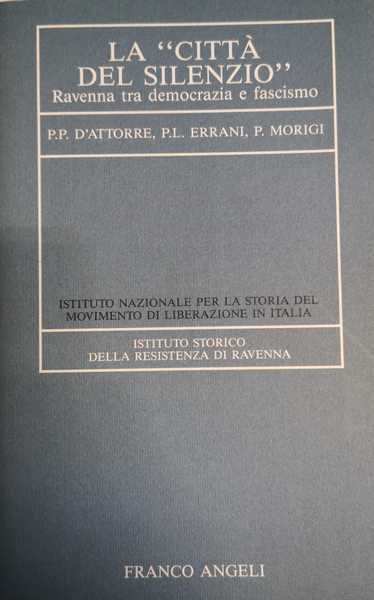 LA “CITTÀ
DEL SILENZIO”
Ravenna tra democrazia e fascismo
P.P. D'ATTORRE, P.L. ERRANI, P. MORIGI
ISTITUTO NAZIONALE PER LA STORIA DEL
MOVIMENTO DI LIBERAZIONE IN ITALIA
ISTITUTO STORICO
DELLA RESISTENZA DI RAVENNA
FRANCO ANGELI